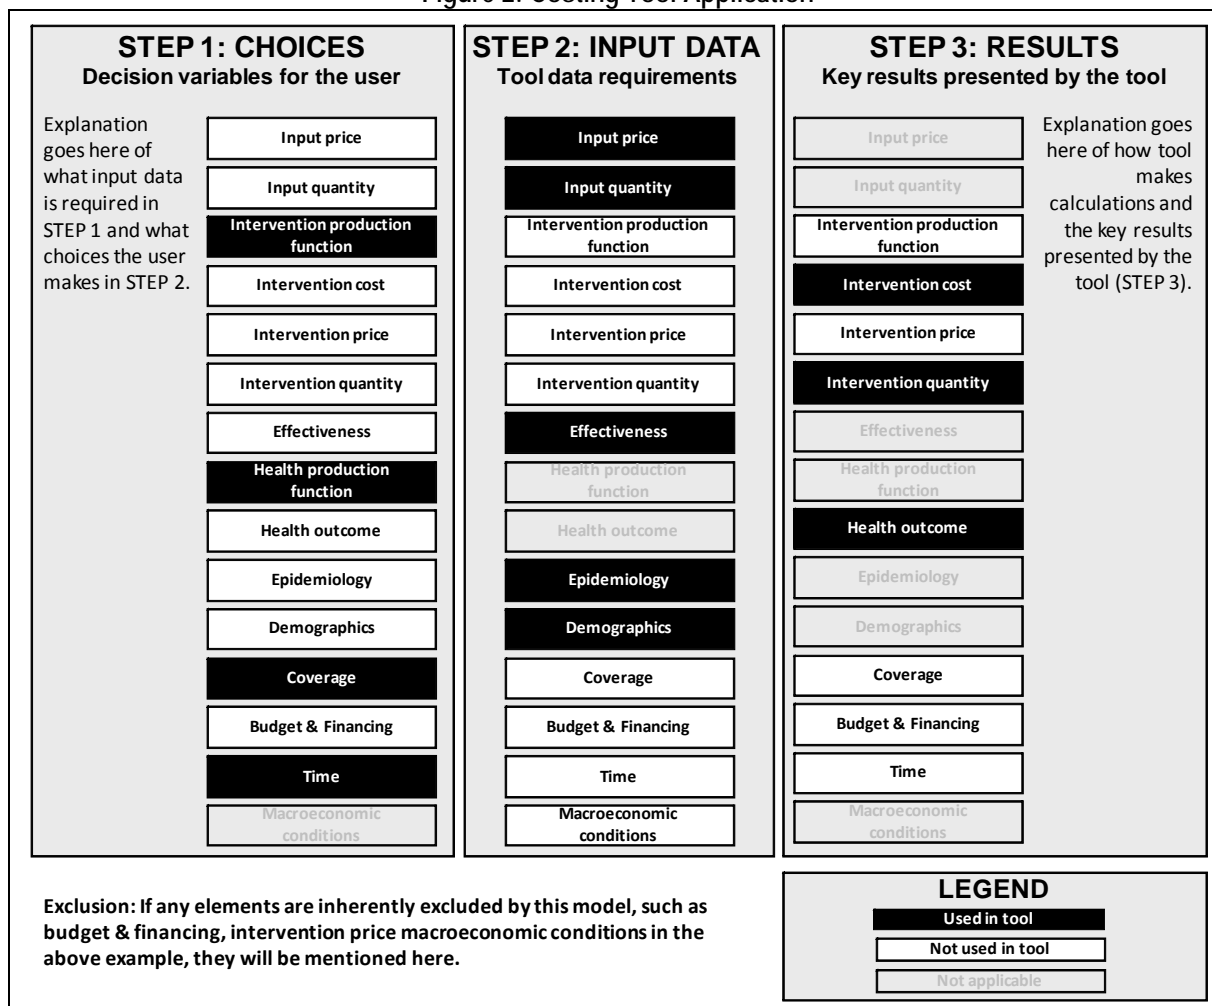 Figure 2: Costing Tool Application
STEP 1: CHOICES
Decision variables for the user
Explanation
goes here of
what input data
is required in
STEP 1 and what
choices the user
makes in STEP 2.
Input price
Input quantity
Intervention production
function
Intervention cost
Intervention price
Intervention quantity
Effectiveness
Health production
function
Health outcome
Epidemiology
Demographics
Coverage
Budget & Financing
Time
Macroeconomic
conditions
STEP 2: INPUT DATA
Tool data requirements
Input price
Input quantity
Intervention production
function
Intervention cost
Intervention price
Intervention quantity
Effectiveness
Health production
function
Health outcome
Epidemiology
Demographics
Coverage
Budget & Financing
Time
Macroeconomic
conditions
STEP 3: RESULTS
Key results presented by the tool
Input price
Input quantity
Intervention production
function
Intervention cost
Intervention price
Intervention quantity
Effectiveness
Health production
function
Health outcome
Epidemiology
Demographics
Coverage
Budget & Financing
Time
Macroeconomic
conditions
Explanation goes
here of how tool
makes
calculations and
the key results
presented by the
tool (STEP 3).
Exclusion: If any elements are inherently excluded by this model, such as
budget & financing, intervention price macroeconomic conditions in the
above example, they will be mentioned here.
LEGEND
Used in tool
Not used in tool
Not applicable